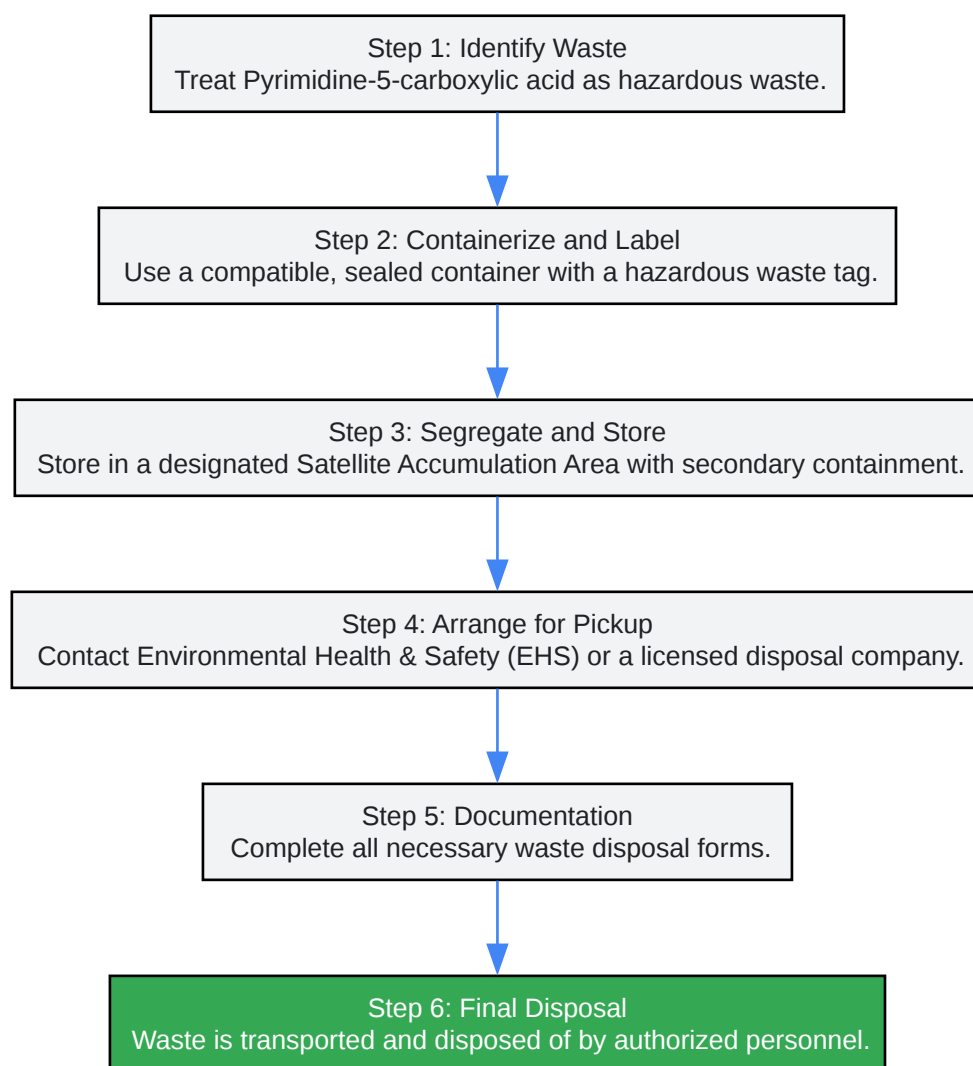 Step 1: Identify Waste
Treat Pyrimidine-5-carboxylic acid as hazardous waste.
Step 2: Containerize and Label
Use a compatible, sealed container with a hazardous waste tag.
Step 3: Segregate and Store
Store in a designated Satellite Accumulation Area with secondary containment.
Step 4: Arrange for Pickup
Contact Environmental Health & Safety (EHS) or a licensed disposal company.
Step 5: Documentation
Complete all necessary waste disposal forms.
Step 6: Final Disposal
Waste is transported and disposed of by authorized personnel.